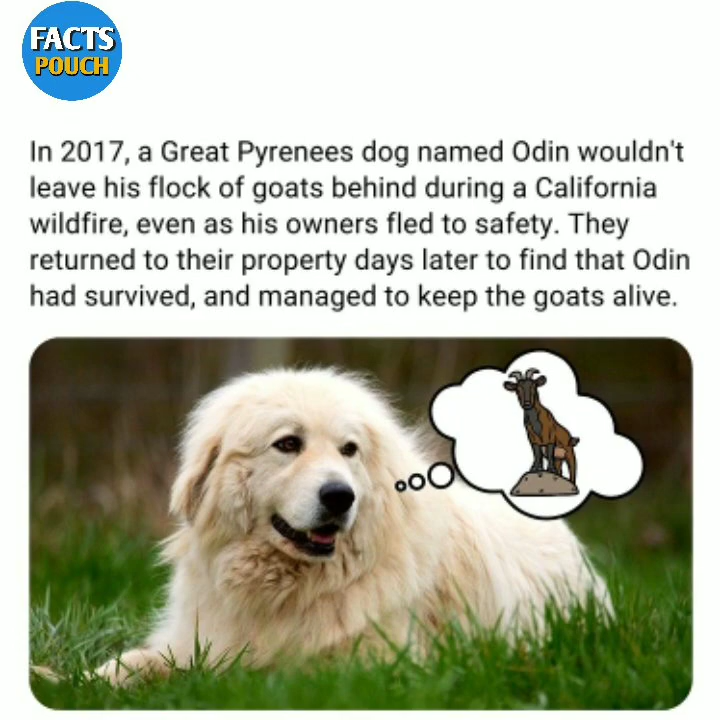 FACTS
POUCH
In 2017, a Great Pyrenees dog named Odin wouldn't
leave his flock of goats behind during a California
wildfire, even as his owners fled to safety. They
returned to their property days later to find that Odin
had survived, and managed to keep the goats alive.